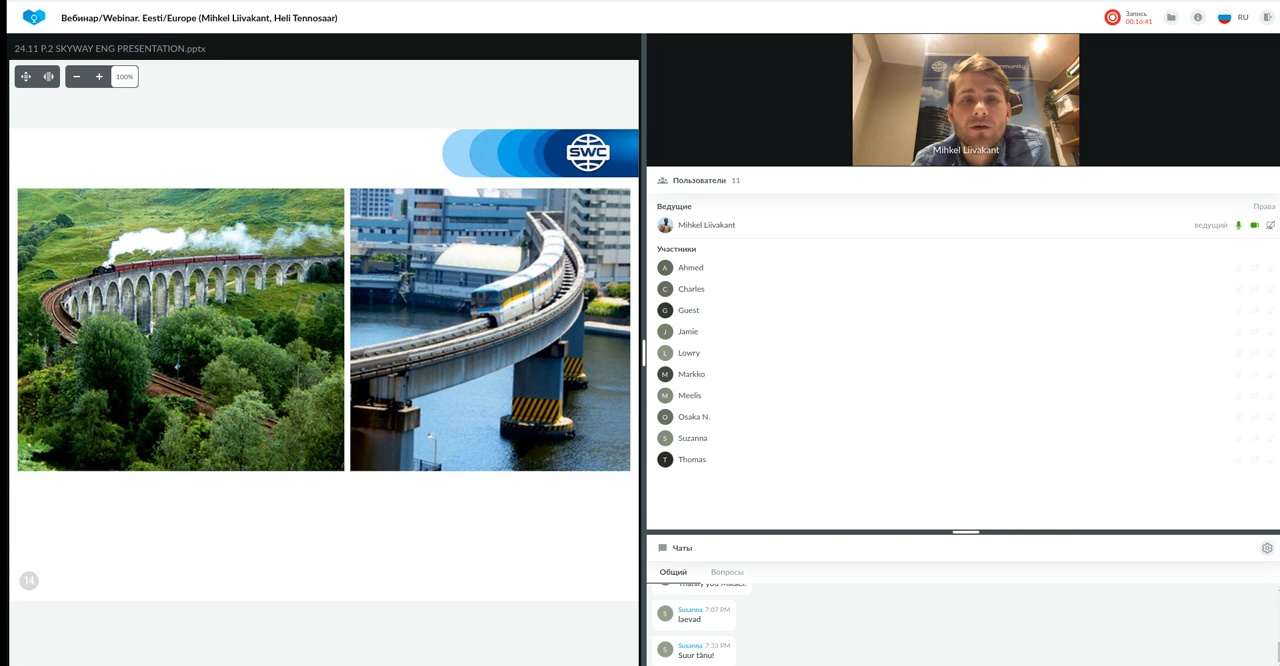 Вебинар/Webinar. Eesti/Europe (Mihkel Liivakant, Heli Tennosaar)
Запись
00:16:41
RU
24.11 P.2 SKYWAY ENG PRESENTATION.pptx
100%
SWC
14
Mihkel Liivakant
Пользователи 11
Ведущие Права
Mihkel Liivakant ведущий
Участники
A Ahmed
C Charles
G Guest
J Jamie
L Lowry
M Markko
M Meelis
O Osaka N.
S Suzanna
T Thomas
Чаты
Общий Вопросы
S Susanna 7:07 PM
laevad
S Susanna 7:33 PM
Suur tänu!